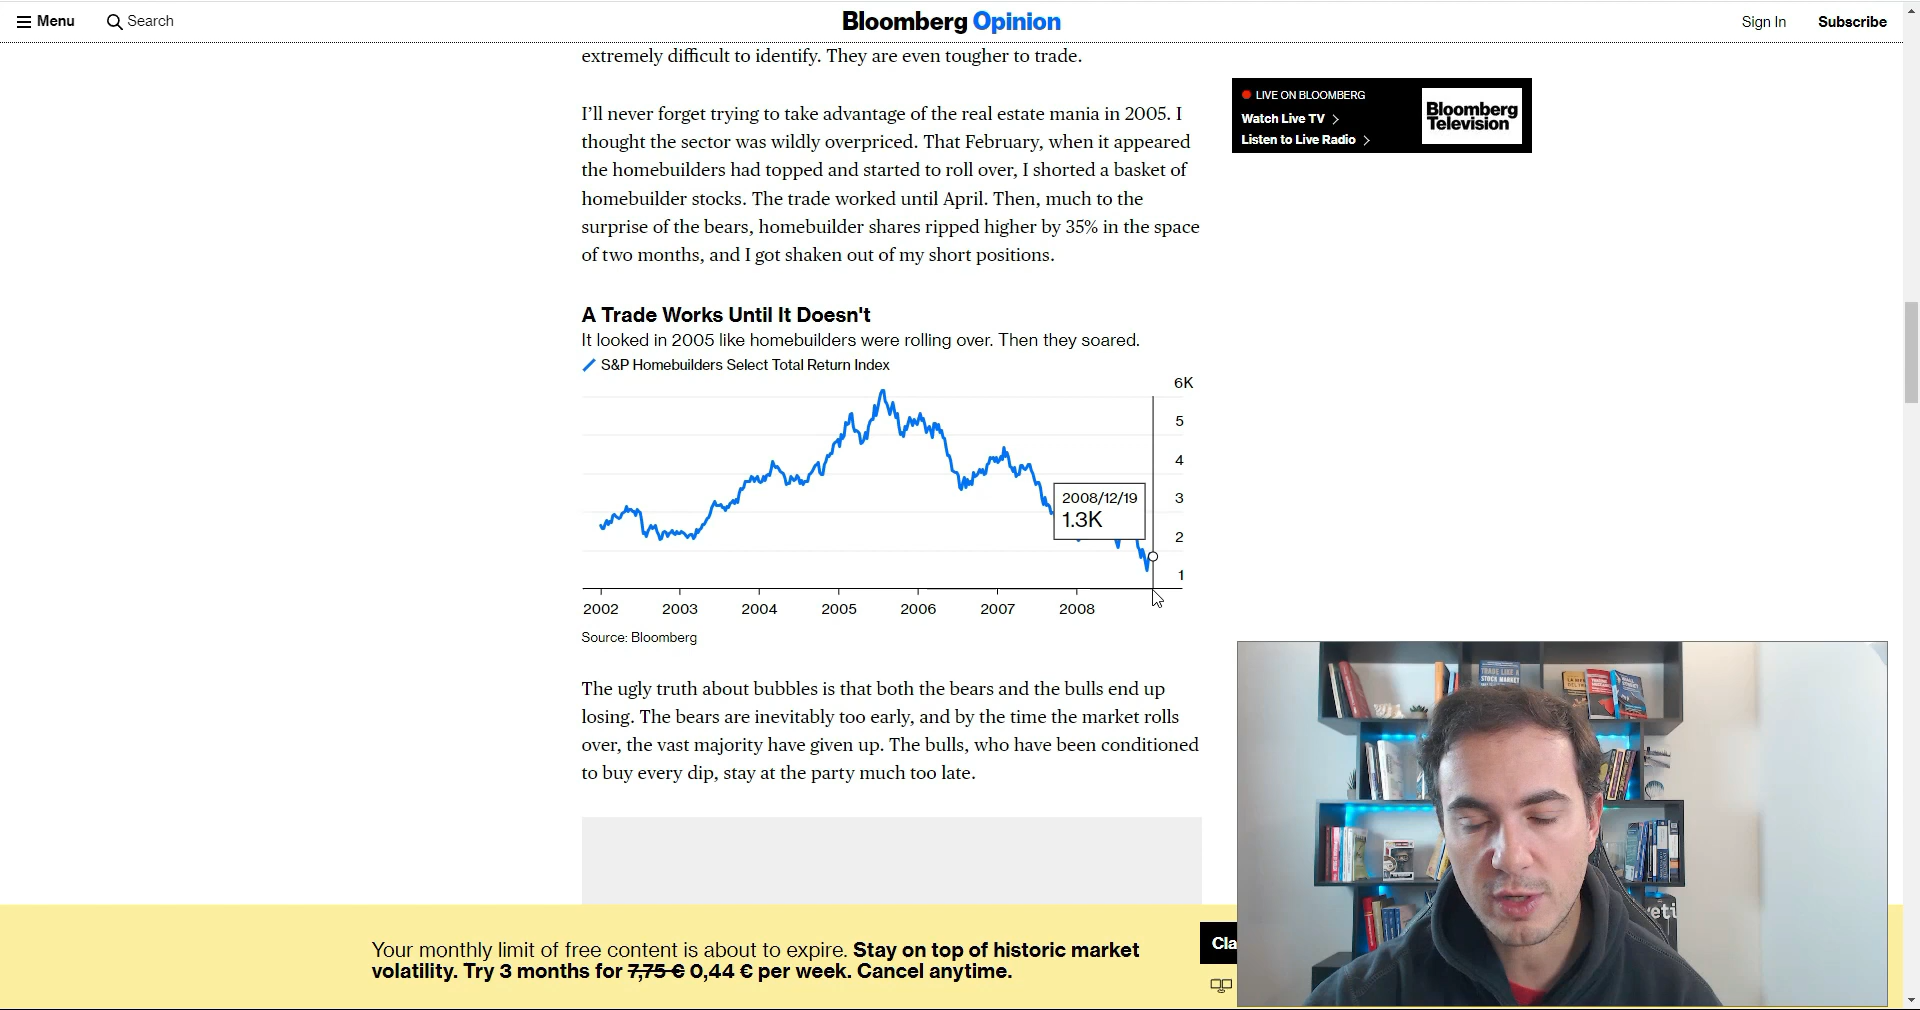 Menu
Search
Bloomberg Opinion
Sign In
Subscribe
extremely difficult to identify. They are even tougher to trade.
LIVE ON BLOOMBERG
Watch Live TV
Listen to Live Radio
Bloomberg
Television
I’ll never forget trying to take advantage of the real estate mania in 2005. I
thought the sector was wildly overpriced. That February, when it appeared
the homebuilders had topped and started to roll over, I shorted a basket of
homebuilder stocks. The trade worked until April. Then, much to the
surprise of the bears, homebuilder shares ripped higher by 35% in the space
of two months, and I got shaken out of my short positions.
A Trade Works Until It Doesn't
It looked in 2005 like homebuilders were rolling over. Then they soared.
S&P Homebuilders Select Total Return Index
6K
5
4
3
2
1
2008/12/19
1.3K
2002
2003
2004
2005
2006
2007
2008
Source: Bloomberg
The ugly truth about bubbles is that both the bears and the bulls end up
losing. The bears are inevitably too early, and by the time the market rolls
over, the vast majority have given up. The bulls, who have been conditioned
to buy every dip, stay at the party much too late.
TRADE LIKE A
STOCK MARKET
Your monthly limit of free content is about to expire. Stay on top of historic market
volatility. Try 3 months for 7,75 € 0,44 € per week. Cancel anytime.
Cla